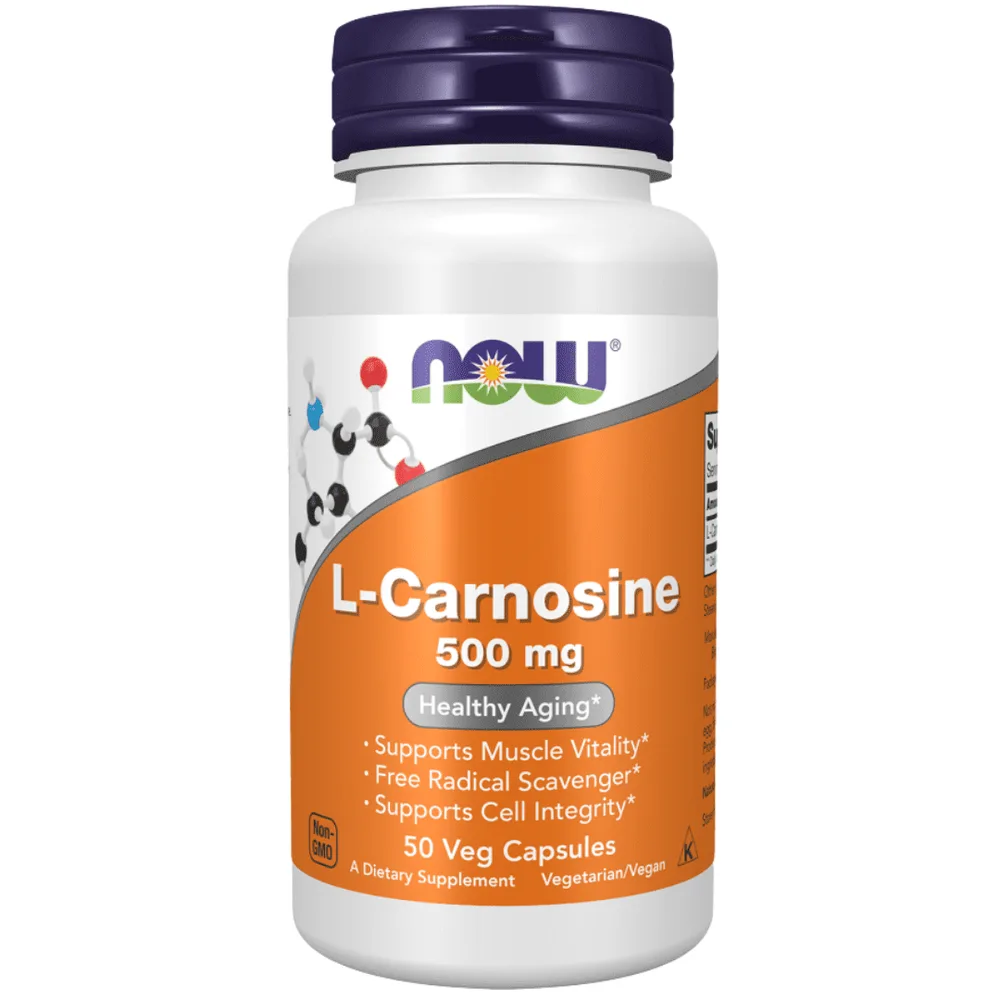 now®
L-Carnosine
500 mg
Healthy Aging*
• Supports Muscle Vitality*
• Free Radical Scavenger*
• Supports Cell Integrity*
50 Veg Capsules
A Dietary Supplement Vegetarian/Vegan
Non-
GMO
K